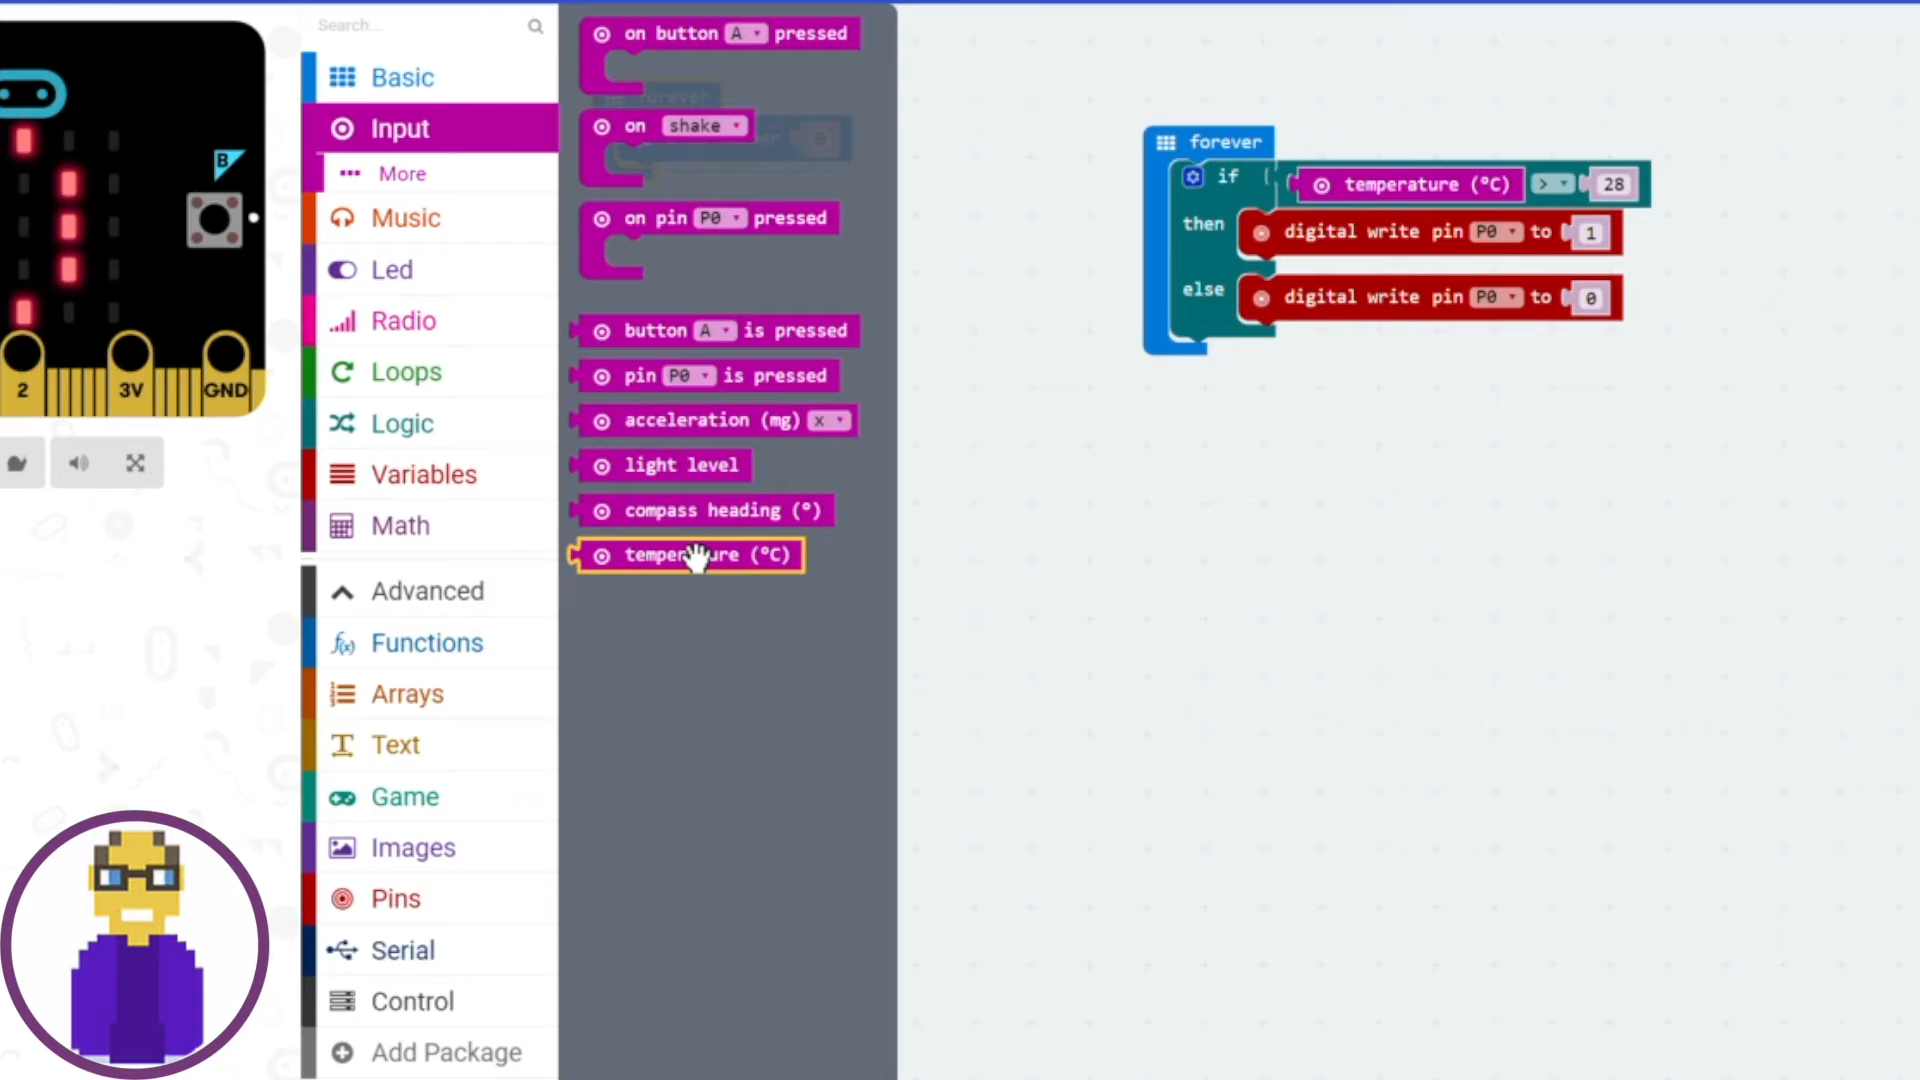 Search...
Basic
Input
More
Music
Led
Radio
Loops
Logic
Variables
Math
Advanced
Functions
Arrays
Text
Game
Images
Pins
Serial
Control
Add Package
on button A pressed
on shake
on pin P0 pressed
button A is pressed
pin P0 is pressed
acceleration (mg) x
light level
compass heading (°)
temperature (°C)
forever
if temperature (°C) > 28
then digital write pin P0 to 1
else digital write pin P0 to 0
B
2 3V GND